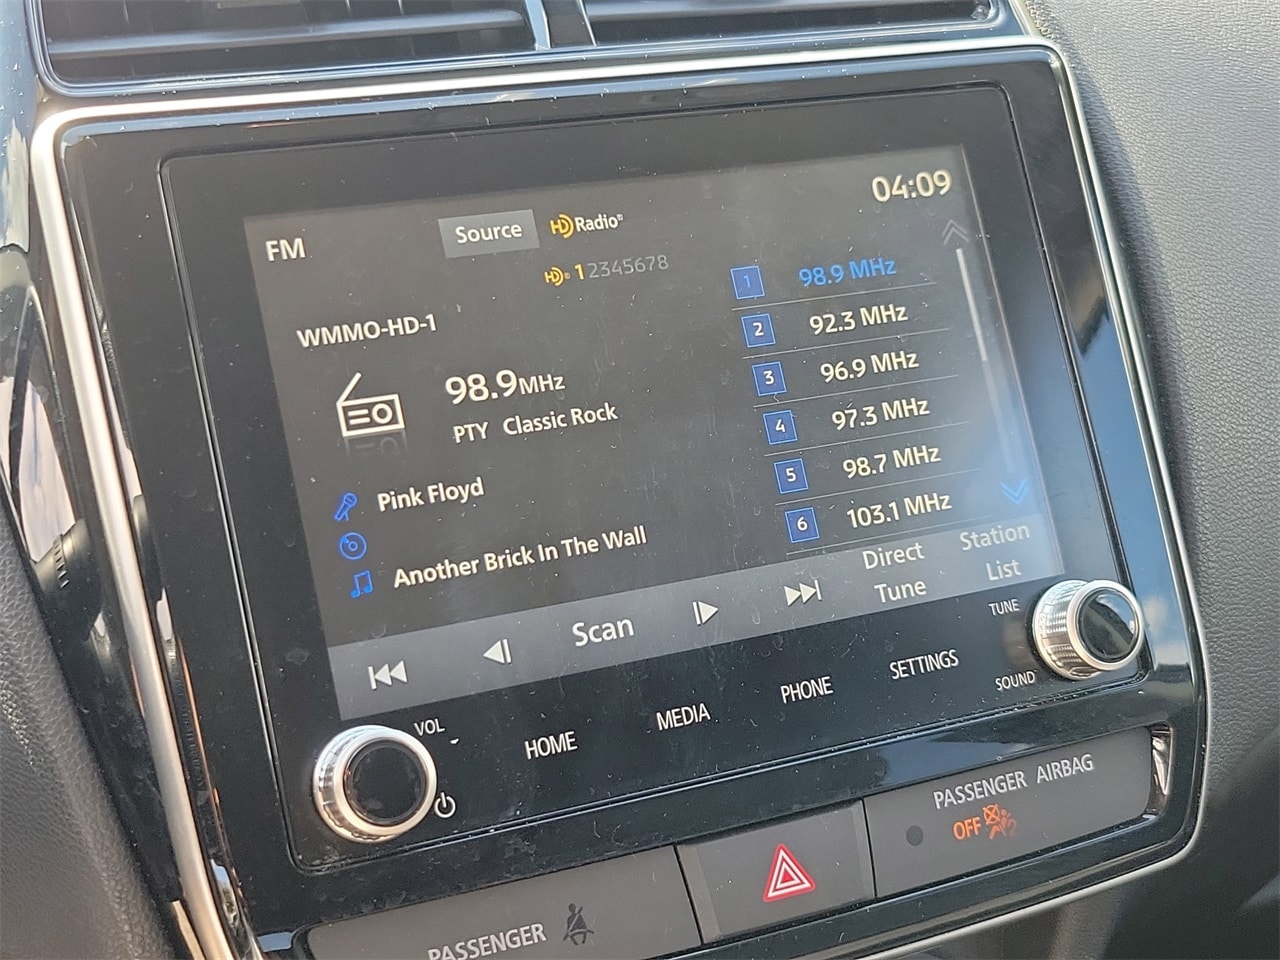 04:09
FM
Source
HD Radio®
HD® 12345678
WMMO-HD-1
98.9MHz
PTY Classic Rock
Pink Floyd
Another Brick In The Wall
1 98.9 MHz
2 92.3 MHz
3 96.9 MHz
4 97.3 MHz
5 98.7 MHz
6 103.1 MHz
Scan
Direct
Tune
Station
List
TUNE
SOUND
VOL
HOME
MEDIA
PHONE
SETTINGS
PASSENGER AIRBAG
OFF
PASSENGER